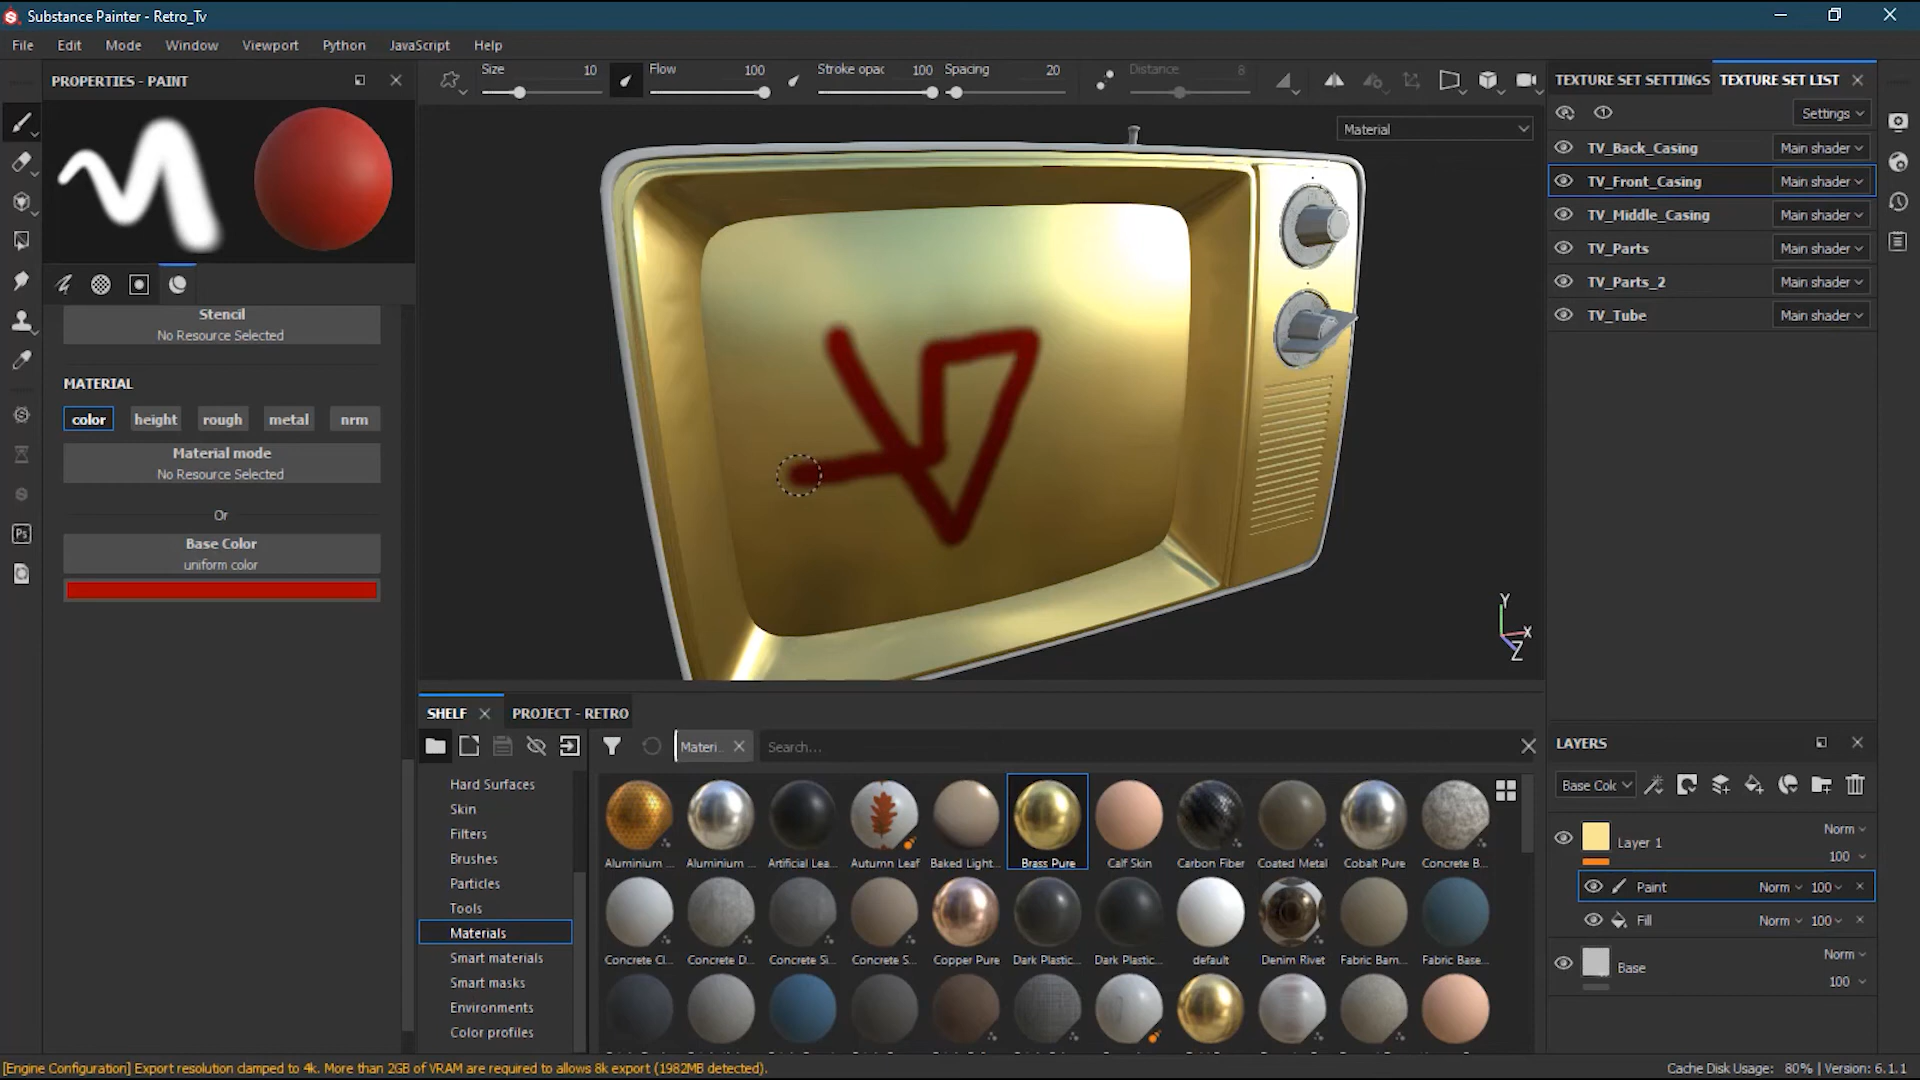 Substance Painter - Retro_Tv
File Edit Mode Window Viewport Python JavaScript Help
PROPERTIES - PAINT
Size 10 Flow 100 Stroke opac 100 Spacing 20 Distance 8
TEXTURE SET SETTINGS TEXTURE SET LIST
Settings
Material
TV_Back_Casing Main shader
TV_Front_Casing Main shader
TV_Middle_Casing Main shader
TV_Parts Main shader
TV_Parts_2 Main shader
TV_Tube Main shader
Stencil
No Resource Selected
MATERIAL
color height rough metal nrm
Material mode
No Resource Selected
Or
Base Color
uniform color
Ps
Y
X
Z
SHELF PROJECT - RETRO
Materi... Search...
Hard Surfaces
Skin
Filters
Brushes
Particles
Tools
Materials
Smart materials
Smart masks
Environments
Color profiles
Aluminium ... Aluminium ... Artificial Lea... Autumn Leaf Baked Light... Brass Pure Calf Skin Carbon Fiber Coated Metal Cobalt Pure Concrete B...
Concrete Cl... Concrete D... Concrete Si... Concrete S... Copper Pure Dark Plastic... Dark Plastic... default Denim Rivet Fabric Bam... Fabric Base...
LAYERS
Base Colo
Layer 1 Norm 100
Paint Norm 100
Fill Norm 100
Base Norm 100
[Engine Configuration] Export resolution clamped to 4k. More than 2GB of VRAM are required to allows 8k export (1982MB detected).
Cache Disk Usage: 80% | Version: 6.1.1